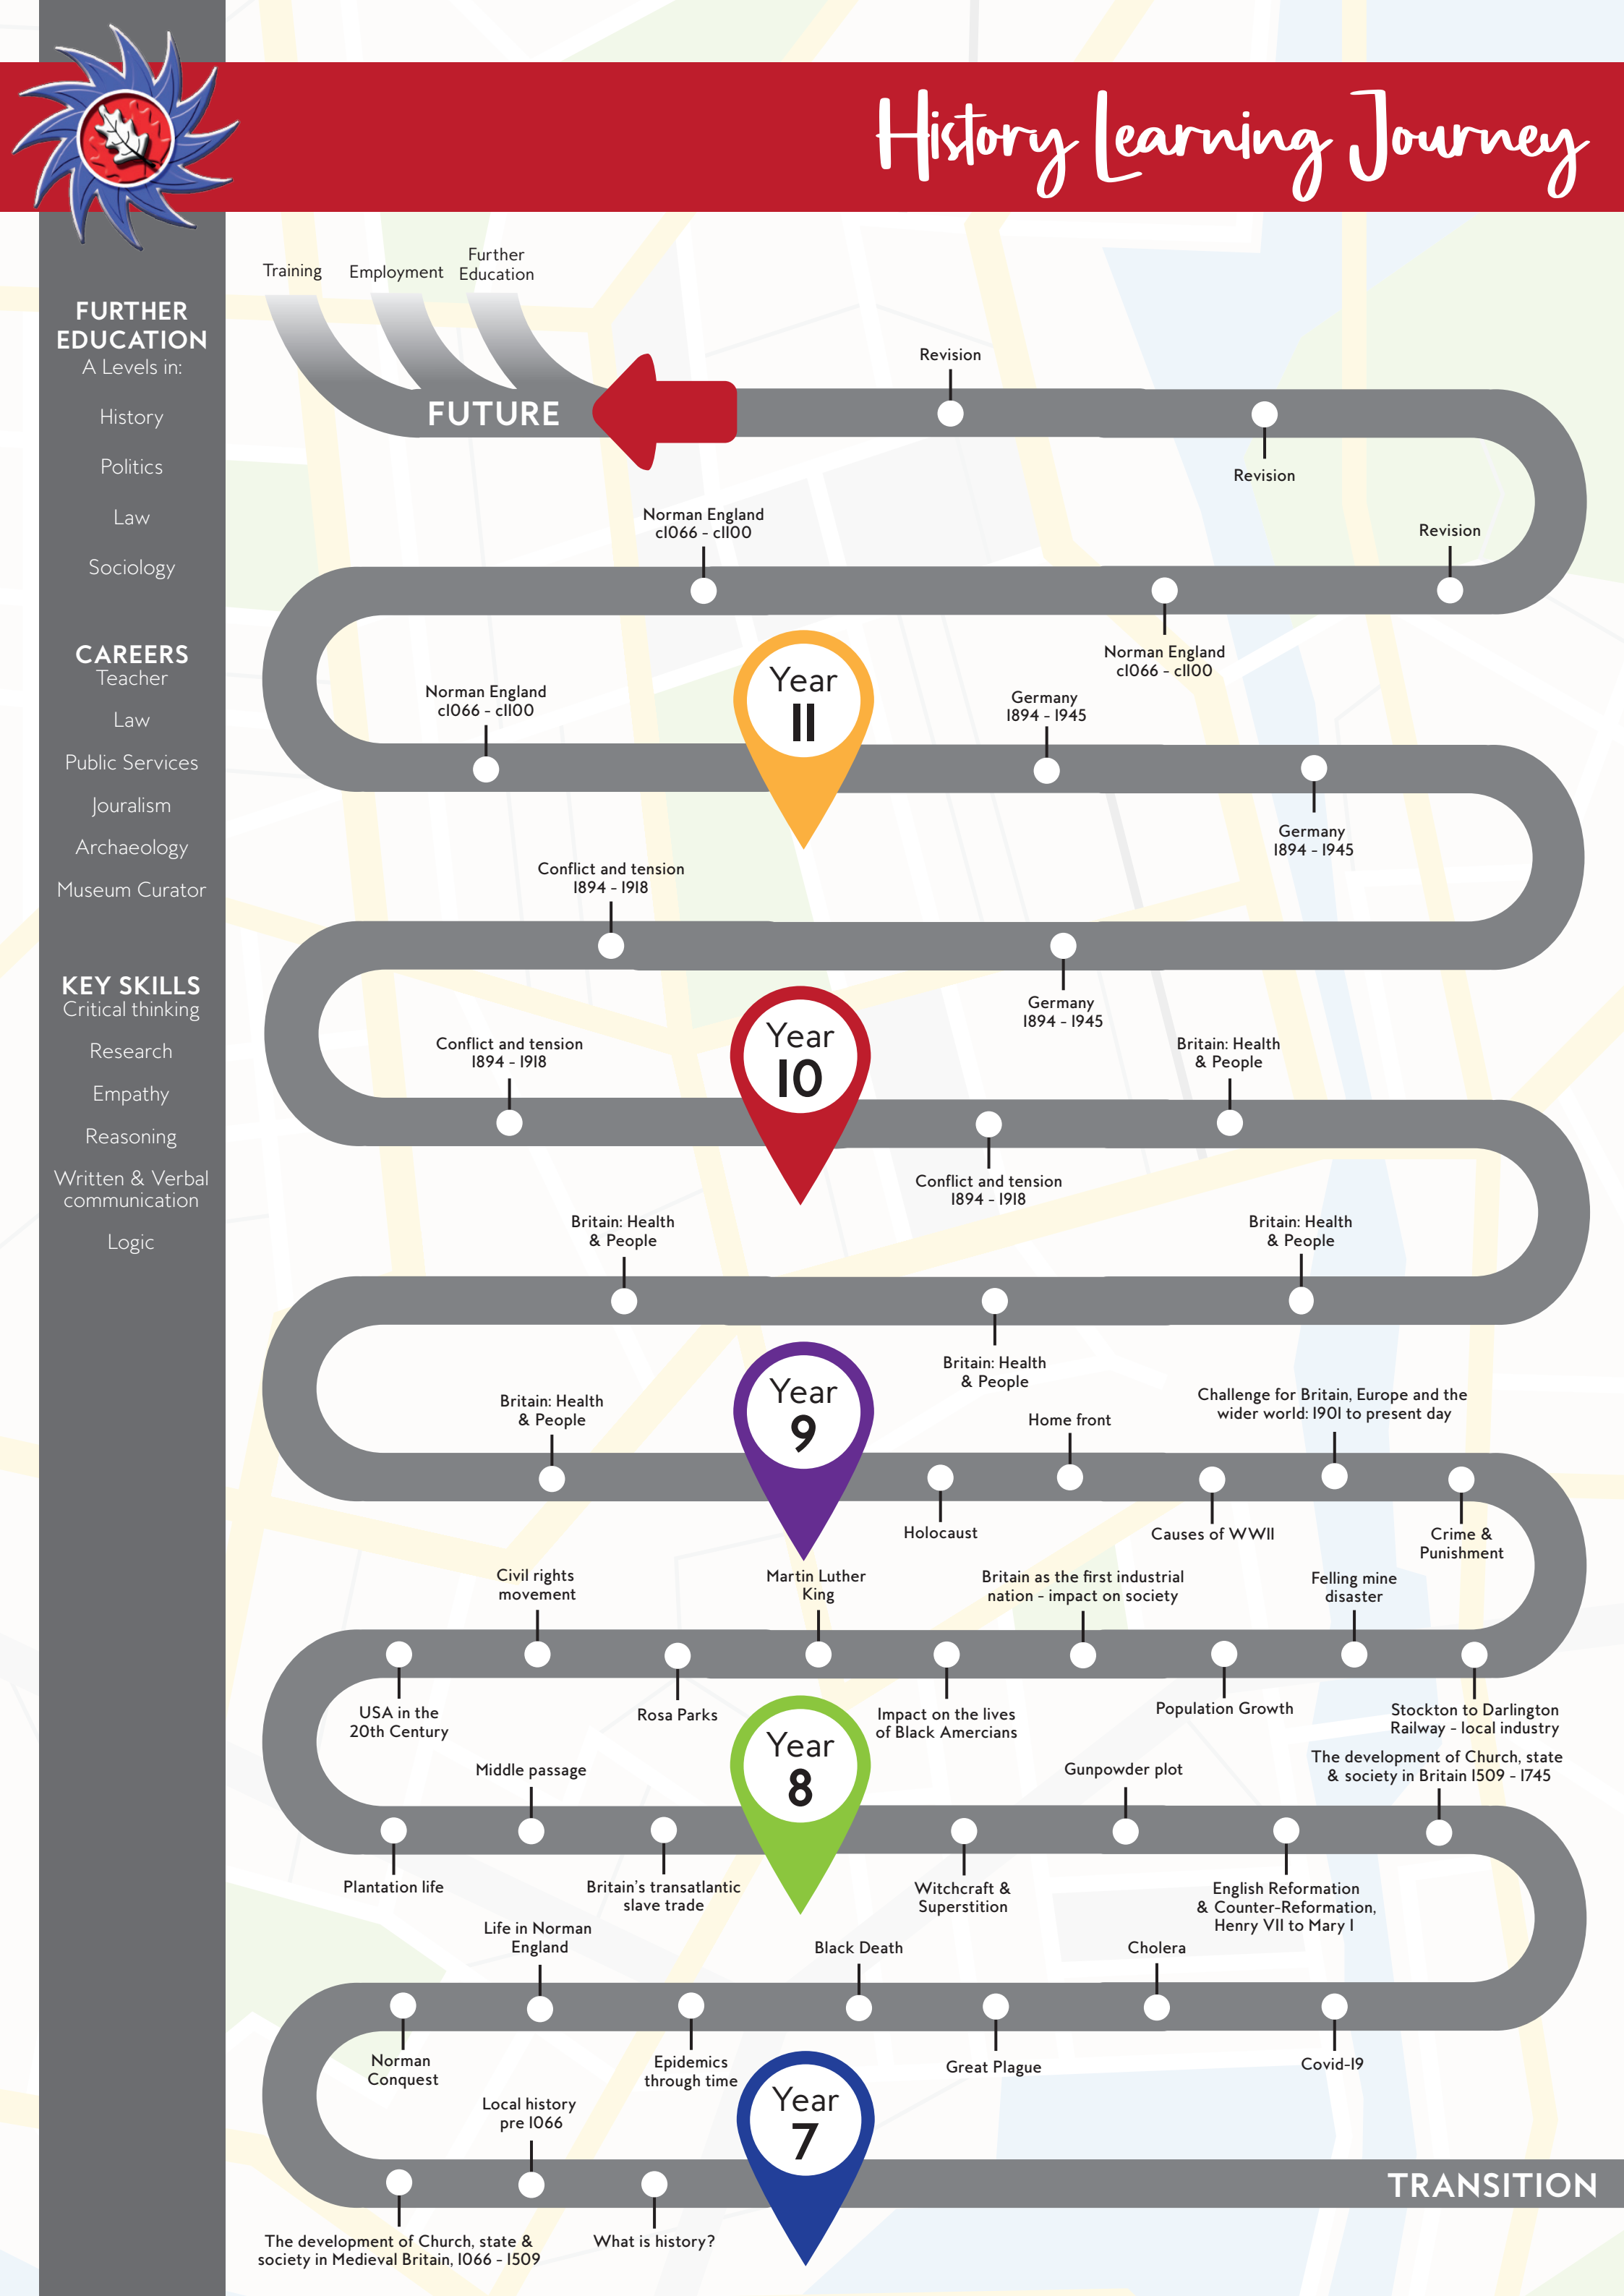 History Learning Journey
FURTHER
EDUCATION
A Levels in:
History
Politics
Law
Sociology
CAREERS
Teacher
Law
Public Services
Jouralism
Archaeology
Museum Curator
KEY SKILLS
Critical thinking
Research
Empathy
Reasoning
Written & Verbal
communication
Logic
Training
Employment
Further
Education
FUTURE
Revision
Revision
Norman England
c1066 - c1100
Revision
Norman England
c1066 - c1100
Year
11
Norman England
c1066 - c1100
Germany
1894 - 1945
Germany
1894 - 1945
Conflict and tension
1894 - 1918
Germany
1894 - 1945
Year
10
Conflict and tension
1894 - 1918
Britain: Health
& People
Conflict and tension
1894 - 1918
Britain: Health
& People
Britain: Health
& People
Britain: Health
& People
Year
9
Britain: Health
& People
Home front
Challenge for Britain, Europe and the
wider world: 1901 to present day
Holocaust
Causes of WWII
Crime &
Punishment
Civil rights
movement
Martin Luther
King
Britain as the first industrial
nation - impact on society
Felling mine
disaster
USA in the
20th Century
Rosa Parks
Impact on the lives
of Black Amercians
Population Growth
Stockton to Darlington
Railway - local industry
Year
8
Middle passage
Gunpowder plot
The development of Church, state
& society in Britain 1509 - 1745
Plantation life
Britain's transatlantic
slave trade
Witchcraft &
Superstition
English Reformation
& Counter-Reformation,
Henry VII to Mary I
Life in Norman
England
Black Death
Cholera
Norman
Conquest
Epidemics
through time
Great Plague
Covid-19
Year
7
Local history
pre 1066
TRANSITION
The development of Church, state &
society in Medieval Britain, 1066 - 1509
What is history?